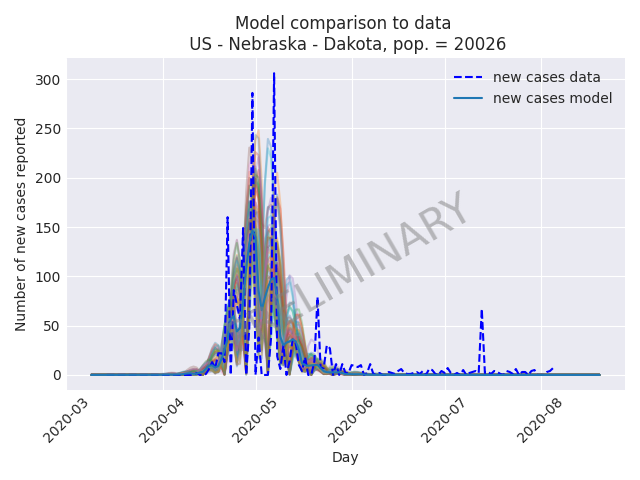 Model comparison to data
US - Nebraska - Dakota, pop. = 20026
new cases data
new cases model
Number of new cases reported
300
250
200
150
100
50
0
LIMINARY
2020-03
2020-04
2020-05
2020-06
2020-07
2020-08
Day